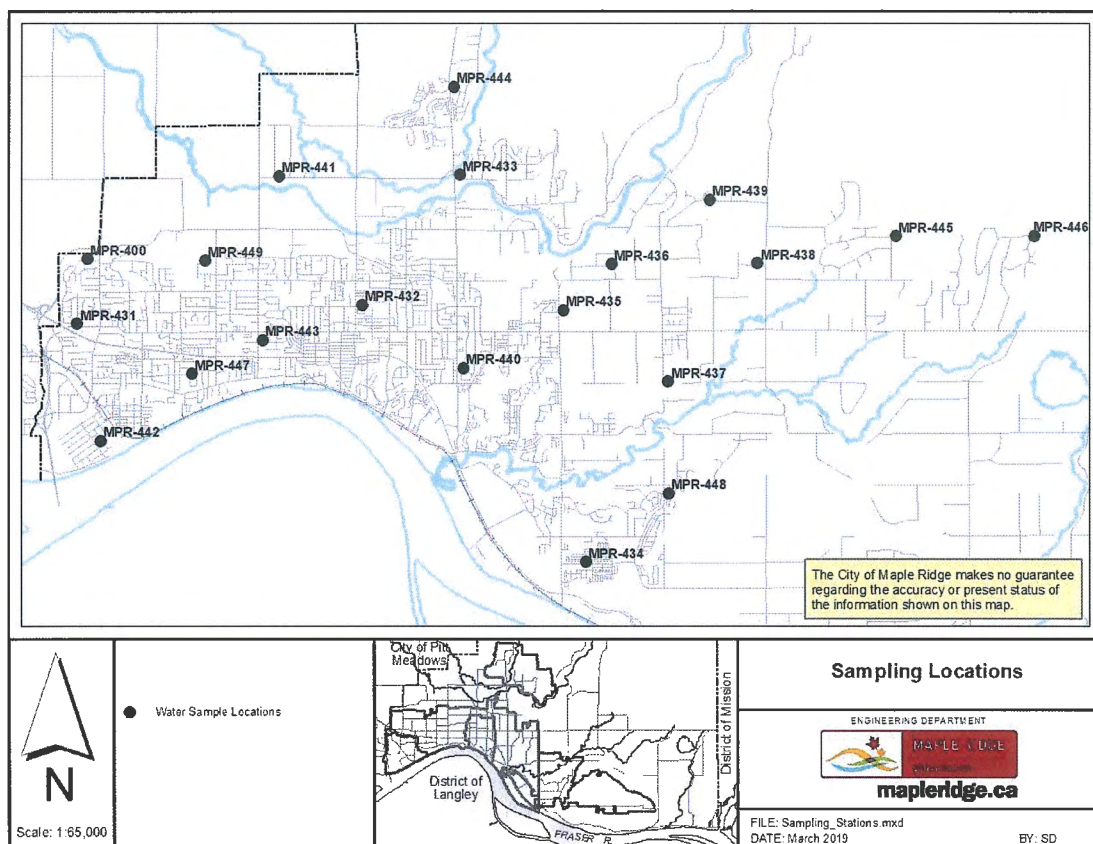 MPR-444
MPR-441
MPR-433
MPR-439
MPR-445
MPR-446
MPR-400
MPR-449
MPR-436
MPR-438
MPR-432
MPR-435
MPR-431
MPR-443
MPR-440
MPR-447
MPR-437
MPR-442
MPR-448
MPR-434
The City of Maple Ridge makes no guarantee
regarding the accuracy or present status of
the information shown on this map.
N
Scale: 1:65,000
Water Sample Locations
City of Pitt
Meadows
District of
Langley
FRASER R.
District of Mission
Sampling Locations
ENGINEERING DEPARTMENT
MAPLE RIDGE
mapleridge.ca
FILE: Sampling_Stations.mxd
DATE: March 2019
BY: SD